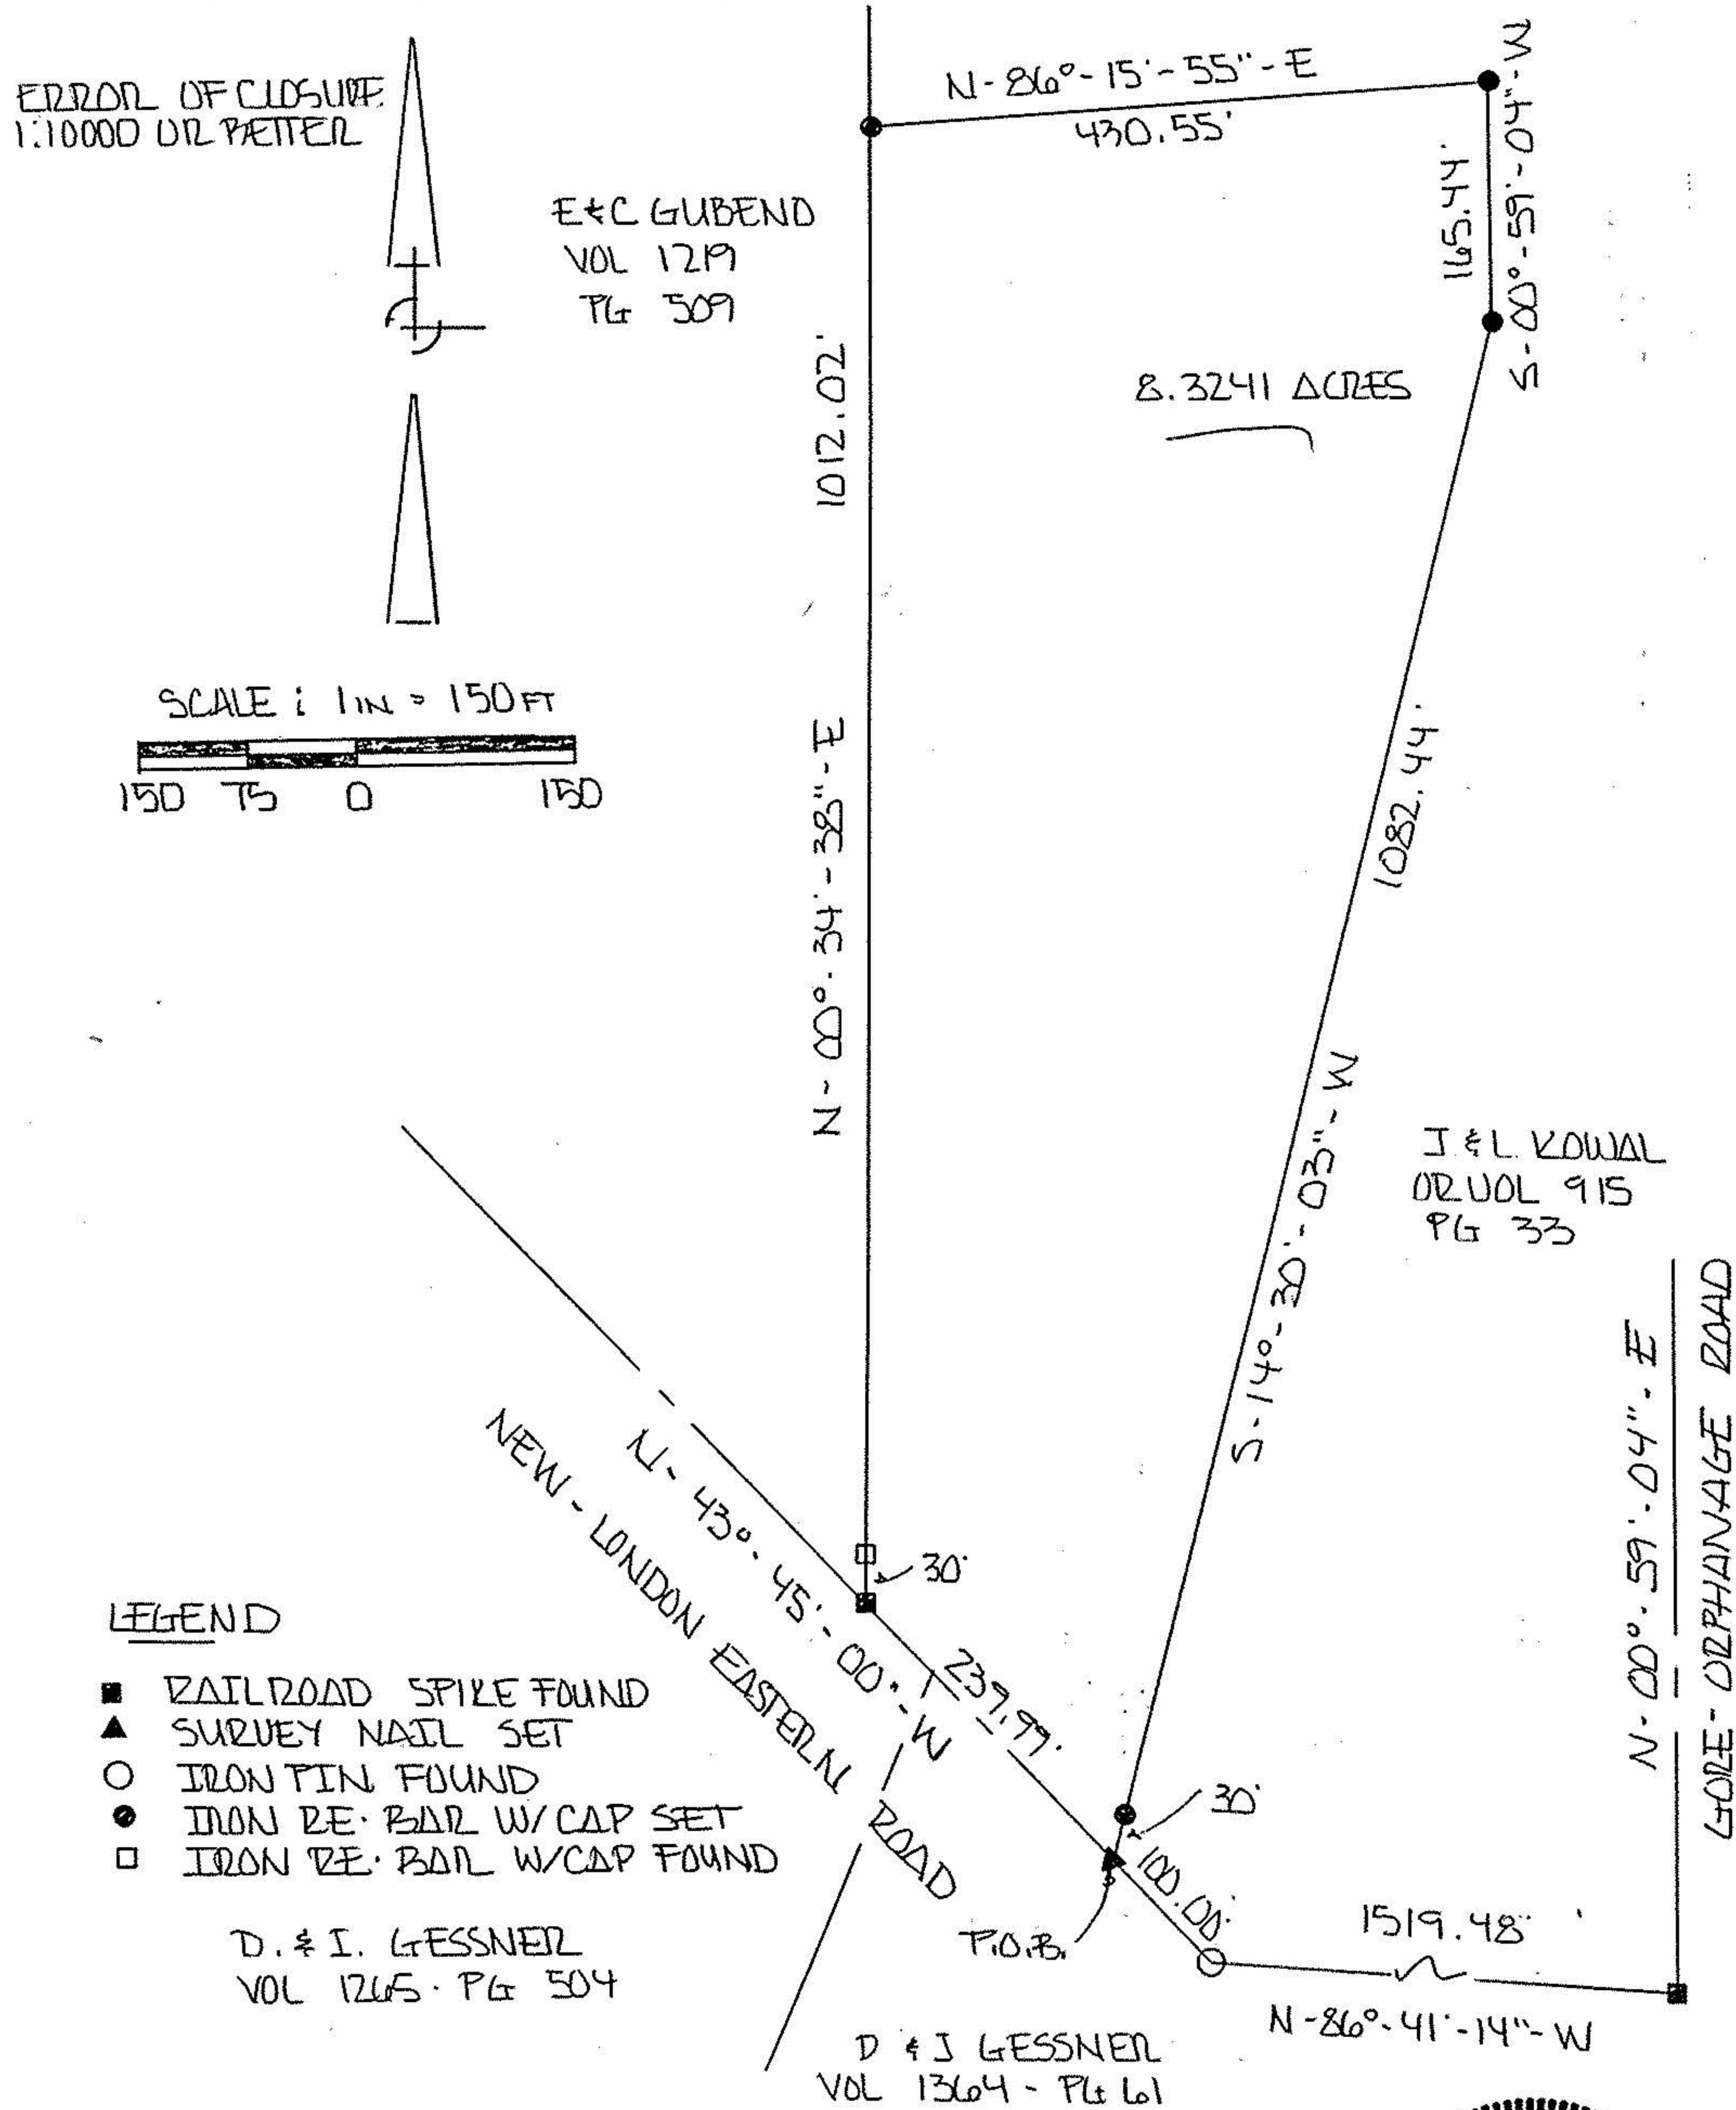 ERROR OF CLOSURE
1:10000 OR BETTER
N-86°-15'-55"-E
430.55'
165.44'
S-00°-59'-04"-W
E&C GUBENO
VOL 1219
PG 509
8.3241 ACRES
1012.02'
N-00°-34'-38"-E
SCALE : 1 IN = 150 FT
150 75 0 150
1082.44'
S-14°-30'-03"-W
J & L KOWAL
OR VOL 915
PG 33
N-00°-59'-04"-E
GORE-ORPHANAGE ROAD
N-43°-45'-00"-W
NEW-LONDON EASTERN ROAD
30'
239.99'
LEGEND
RAILROAD SPIKE FOUND
SURVEY NAIL SET
IRON PIN FOUND
IRON RE-BAR W/CAP SET
IRON RE-BAR W/CAP FOUND
30'
100.00'
P.O.B.
1519.48'
N-86°-41'-14"-W
D. & I. GESSNER
VOL 1265 - PG 504
D & J GESSNER
VOL 1364 - PG 61